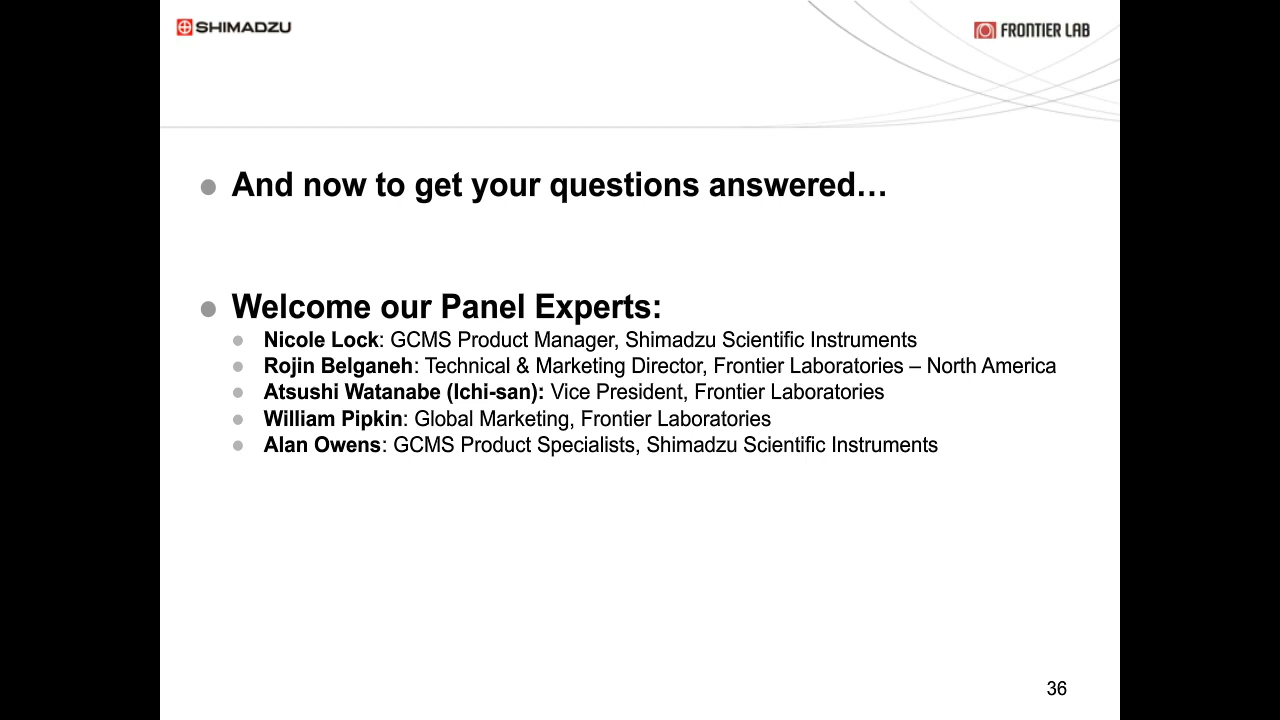 SHIMADZU
FRONTIER LAB
And now to get your questions answered…
Welcome our Panel Experts:
Nicole Lock: GCMS Product Manager, Shimadzu Scientific Instruments
Rojin Belganeh: Technical & Marketing Director, Frontier Laboratories – North America
Atsushi Watanabe (Ichi-san): Vice President, Frontier Laboratories
William Pipkin: Global Marketing, Frontier Laboratories
Alan Owens: GCMS Product Specialists, Shimadzu Scientific Instruments
36